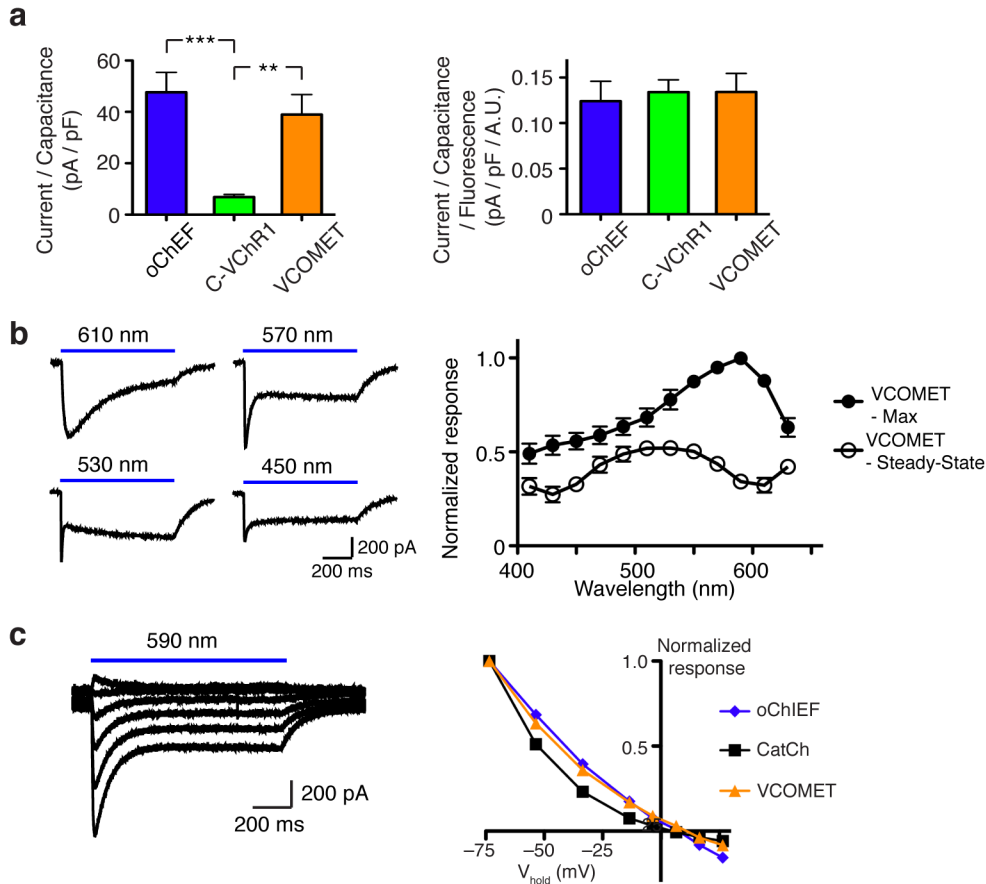 a
***
**
60
40
20
0
Current / Capacitance
(pA / pF)
oChEF
C-VChR1
VCOMET
0.15
0.10
0.05
0
Current / Capacitance
/ Fluorescence
(pA / pF / A.U.)
oChEF
C-VChR1
VCOMET
b
610 nm
570 nm
530 nm
450 nm
200 pA
200 ms
1.0
0.5
0
Normalized response
400
500
600
Wavelength (nm)
VCOMET
- Max
VCOMET
- Steady-State
c
590 nm
200 pA
200 ms
Normalized
response
1.0
0.5
oChIEF
CatCh
VCOMET
−75
−50
−25
Vhold (mV)